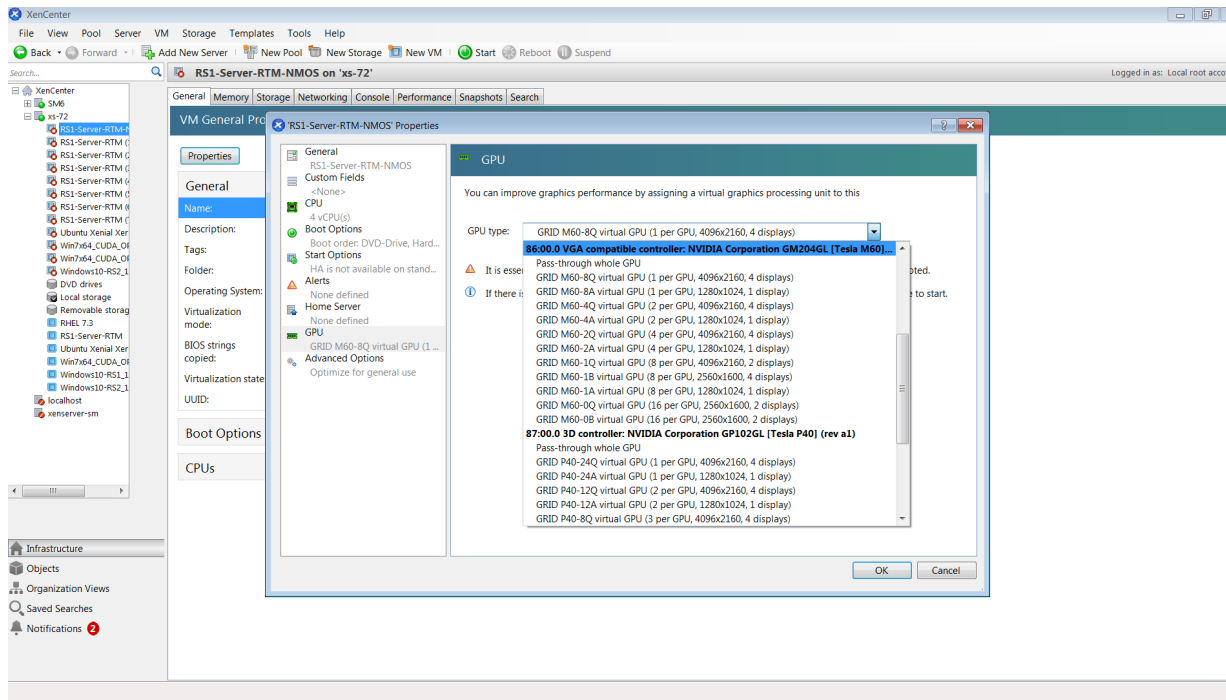 XenCenter
File View Pool Server VM Storage Templates Tools Help
Back Forward Add New Server New Pool New Storage New VM Start Reboot Suspend
Search...
RS1-Server-RTM-NMOS on 'xs-72'
Logged in as: Local root acco
XenCenter
SM6
xs-72
RS1-Server-RTM-N
RS1-Server-RTM (
RS1-Server-RTM (
RS1-Server-RTM (
RS1-Server-RTM (
RS1-Server-RTM (
RS1-Server-RTM (
RS1-Server-RTM (
Ubuntu Xenial Xer
Win7x64_CUDA_OF
Win7x64_CUDA_OF
Windows10-RS2_1
DVD drives
Local storage
Removable storag
RHEL 7.3
RS1-Server-RTM
Ubuntu Xenial Xer
Win7x64_CUDA_OF
Windows10-RS1_1
Windows10-RS2_1
localhost
xenserver-sm
Infrastructure
Objects
Organization Views
Saved Searches
Notifications 2
General Memory Storage Networking Console Performance Snapshots Search
VM General Pro
Properties
General
Name:
Description:
Tags:
Folder:
Operating System:
Virtualization
mode:
BIOS strings
copied:
Virtualization state
UUID:
Boot Options
CPUs
'RS1-Server-RTM-NMOS' Properties
General
RS1-Server-RTM-NMOS
Custom Fields
<None>
CPU
4 vCPU(s)
Boot Options
Boot order: DVD-Drive, Hard...
Start Options
HA is not available on stand...
Alerts
None defined
Home Server
None defined
GPU
GRID M60-8Q virtual GPU (1 ...
Advanced Options
Optimize for general use
GPU
You can improve graphics performance by assigning a virtual graphics processing unit to this
GPU type: GRID M60-8Q virtual GPU (1 per GPU, 4096x2160, 4 displays)
86:00.0 VGA compatible controller: NVIDIA Corporation GM204GL [Tesla M60]...
Pass-through whole GPU
It is esse
pted.
GRID M60-8Q virtual GPU (1 per GPU, 4096x2160, 4 displays)
GRID M60-8A virtual GPU (1 per GPU, 1280x1024, 1 display)
If there i
e to start.
GRID M60-4Q virtual GPU (2 per GPU, 4096x2160, 4 displays)
GRID M60-4A virtual GPU (2 per GPU, 1280x1024, 1 display)
GRID M60-2Q virtual GPU (4 per GPU, 4096x2160, 4 displays)
GRID M60-2A virtual GPU (4 per GPU, 1280x1024, 1 display)
GRID M60-1Q virtual GPU (8 per GPU, 4096x2160, 2 displays)
GRID M60-1B virtual GPU (8 per GPU, 2560x1600, 4 displays)
GRID M60-1A virtual GPU (8 per GPU, 1280x1024, 1 display)
GRID M60-0Q virtual GPU (16 per GPU, 2560x1600, 2 displays)
GRID M60-0B virtual GPU (16 per GPU, 2560x1600, 2 displays)
87:00.0 3D controller: NVIDIA Corporation GP102GL [Tesla P40] (rev a1)
Pass-through whole GPU
GRID P40-24Q virtual GPU (1 per GPU, 4096x2160, 4 displays)
GRID P40-24A virtual GPU (1 per GPU, 1280x1024, 1 display)
GRID P40-12Q virtual GPU (2 per GPU, 4096x2160, 4 displays)
GRID P40-12A virtual GPU (2 per GPU, 1280x1024, 1 display)
GRID P40-8Q virtual GPU (3 per GPU, 4096x2160, 4 displays)
OK Cancel